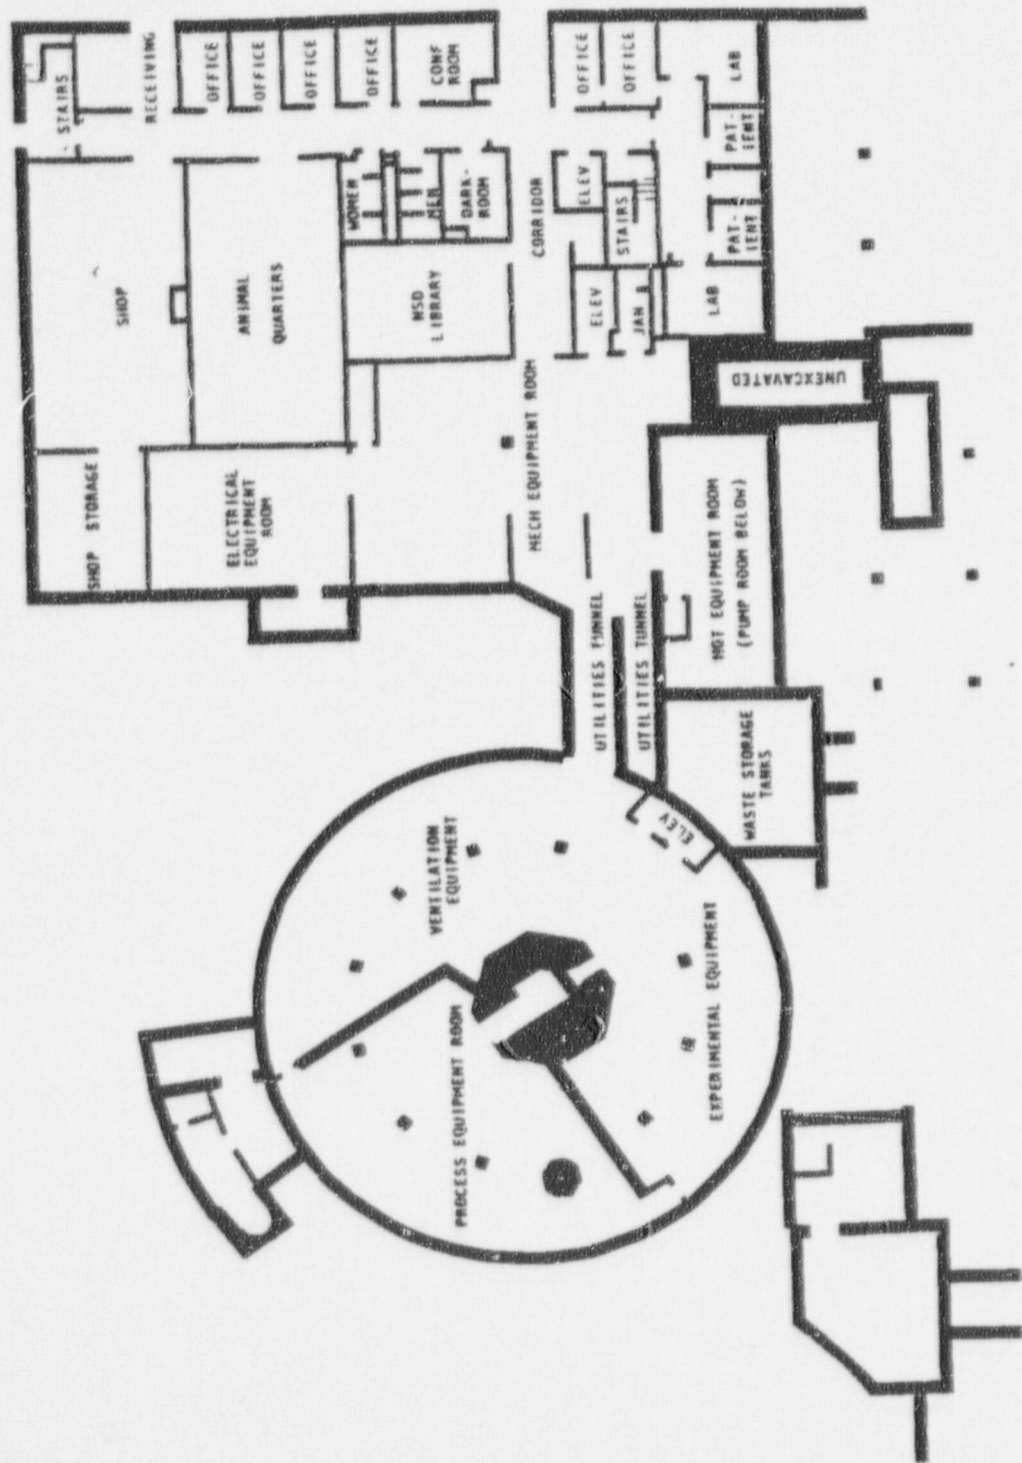 STAIRS
RECEIVING
OFFICE
OFFICE
OFFICE
OFFICE
CONF
ROOM
OFFICE
OFFICE
LAB
PAT-
IENT
PAT-
IENT
LAB
SHOP
ANIMAL
QUARTERS
WOMEN
MEN
DARK-
ROOM
CORRIDOR
ELEV
STAIRS
ELEV
JAN
NSD
LIBRARY
UNEXCAVATED
SHOP STORAGE
ELECTRICAL
EQUIPMENT
ROOM
MECH EQUIPMENT ROOM
HOT EQUIPMENT ROOM
(PUMP ROOM BELOW)
UTILITIES TUNNEL
UTILITIES TUNNEL
WASTE STORAGE
TANKS
ELEV
VENTILATION
EQUIPMENT
PROCESS EQUIPMENT ROOM
EXPERIMENTAL EQUIPMENT